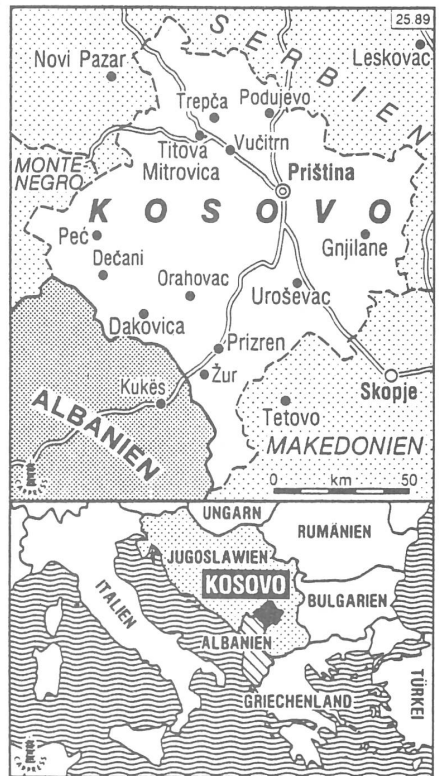 25.89
SERBIEN
Novi Pazar
Leskovac
Trepča
Podujevo
Titova
Mitrovica
Vučitrn
MONTE-
NEGRO
Priština
KOSOVO
Peć
Gnjilane
Dečani
Orahovac
Uroševac
Dakovica
Prizren
Žur
Kukës
Skopje
ALBANIEN
Tetovo
MAKEDONIEN
0 km 50
UNGARN
RUMÄNIEN
JUGOSLAWIEN
KOSOVO
ITALIEN
BULGARIEN
ALBANIEN
GRIECHENLAND
TÜRKEI